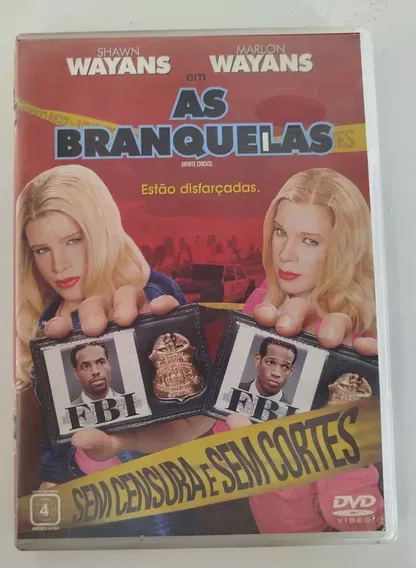 SHAWN WAYANS
em
MARLON WAYANS
AS
BRANQUELAS
(WHITE CHICKS)
Estão disfarçadas.
FBI
FBI
SEM CENSURA E SEM CORTES
4
DVD
VIDEO